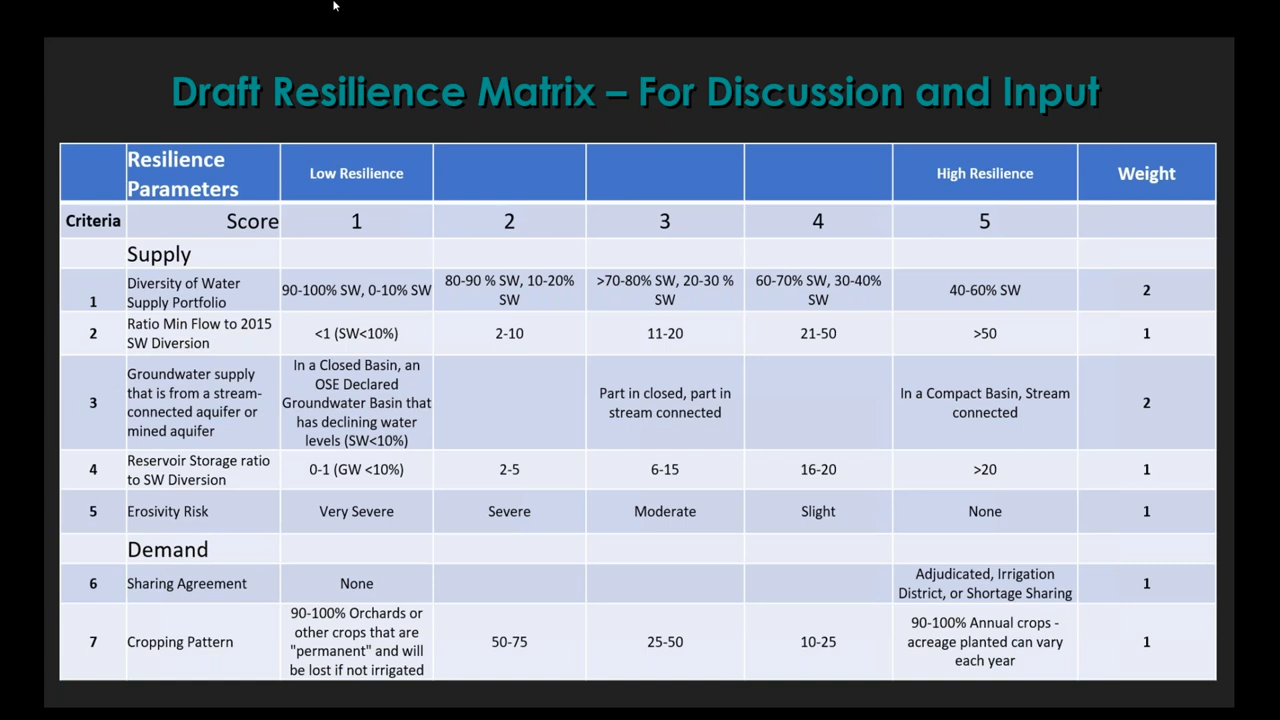 Draft Resilience Matrix – For Discussion and Input
Resilience
Parameters
Low Resilience
High Resilience
Weight
Criteria
Score
1
2
3
4
5
Supply
1
Diversity of Water
Supply Portfolio
90-100% SW, 0-10% SW
80-90 % SW, 10-20%
SW
>70-80% SW, 20-30 %
SW
60-70% SW, 30-40%
SW
40-60% SW
2
2
Ratio Min Flow to 2015
SW Diversion
<1 (SW<10%)
2-10
11-20
21-50
>50
1
3
Groundwater supply
that is from a stream-
connected aquifer or
mined aquifer
In a Closed Basin, an
OSE Declared
Groundwater Basin that
has declining water
levels (SW<10%)
Part in closed, part in
stream connected
In a Compact Basin, Stream
connected
2
4
Reservoir Storage ratio
to SW Diversion
0-1 (GW <10%)
2-5
6-15
16-20
>20
1
5
Erosivity Risk
Very Severe
Severe
Moderate
Slight
None
1
Demand
6
Sharing Agreement
None
Adjudicated, Irrigation
District, or Shortage Sharing
1
7
Cropping Pattern
90-100% Orchards or
other crops that are
"permanent" and will
be lost if not irrigated
50-75
25-50
10-25
90-100% Annual crops -
acreage planted can vary
each year
1